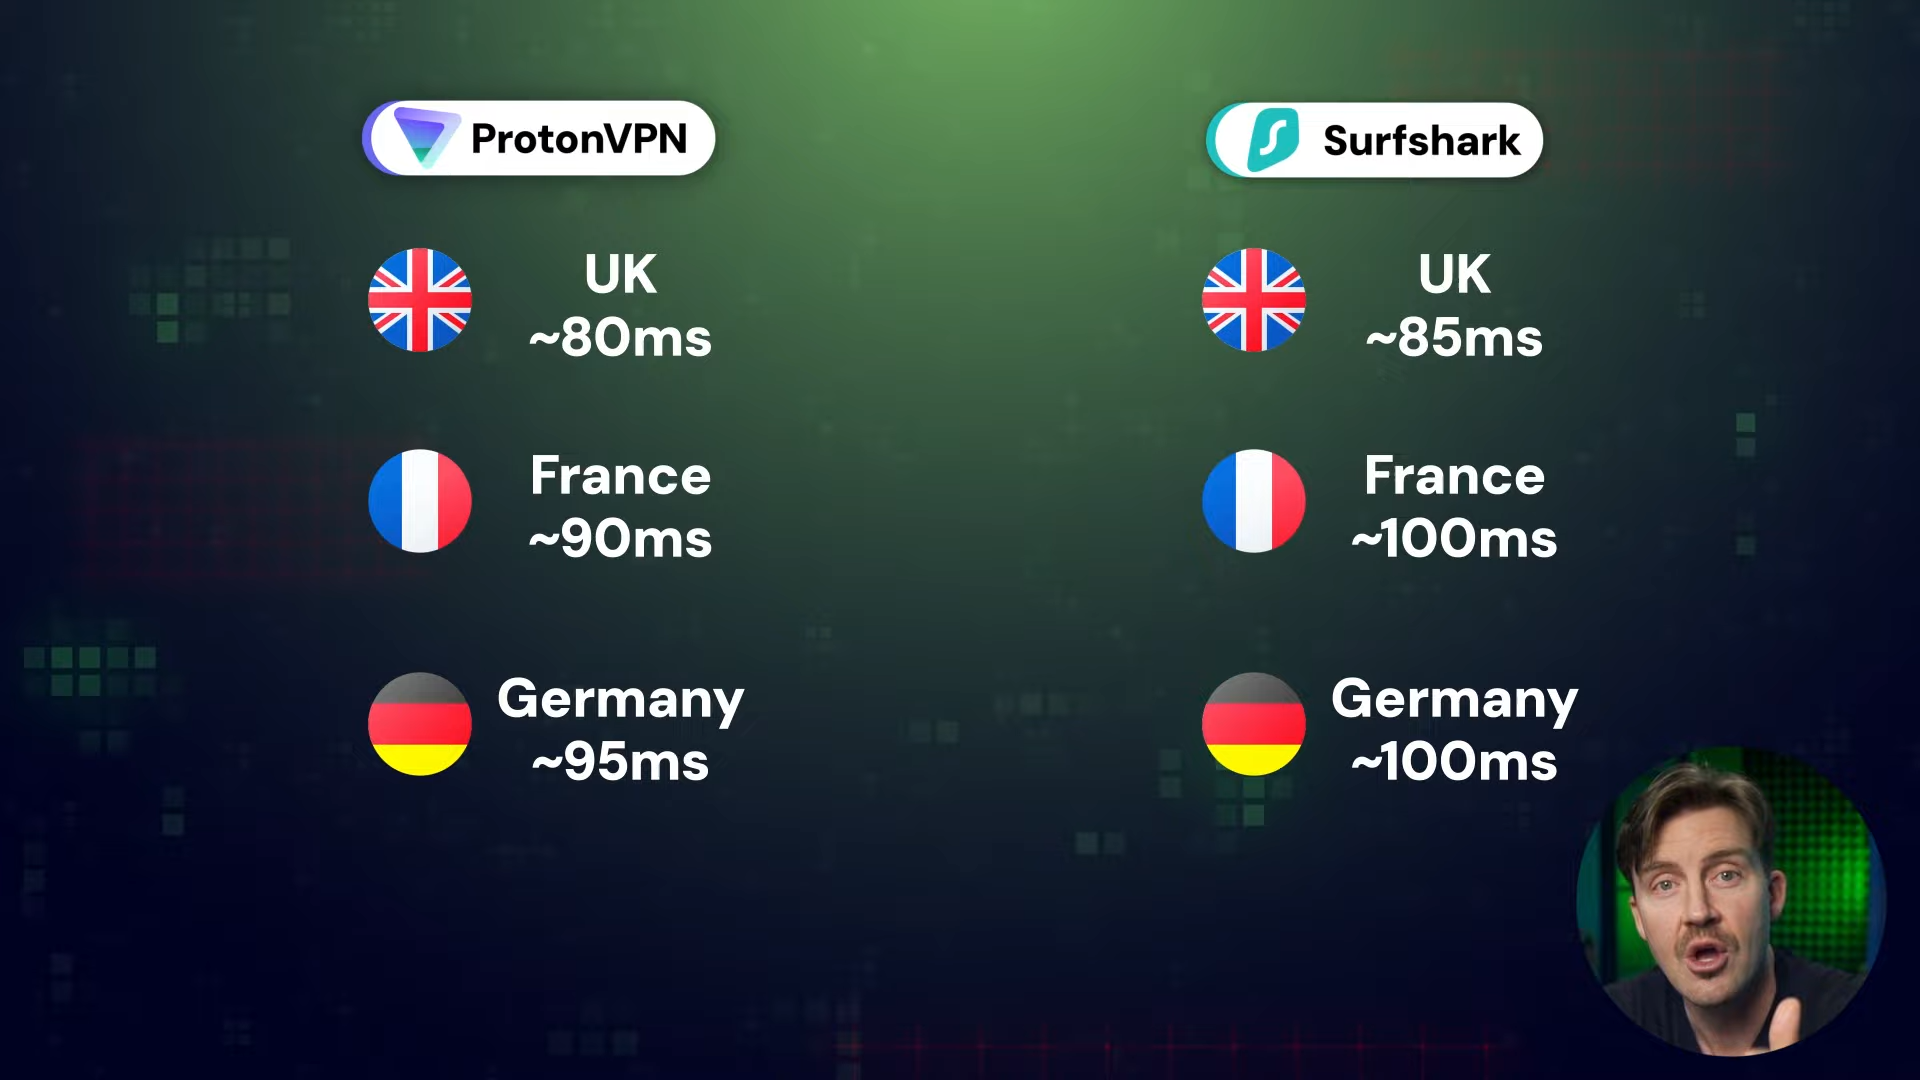 ProtonVPN
UK
~80ms
France
~90ms
Germany
~95ms
Surfshark
UK
~85ms
France
~100ms
Germany
~100ms